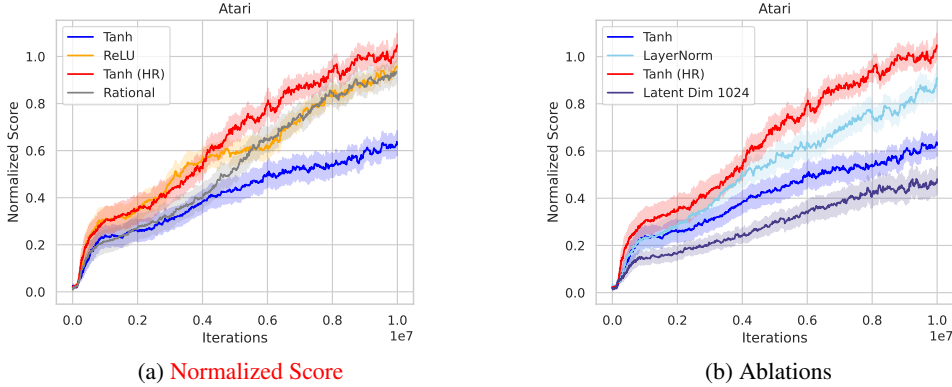 Atari
Normalized Score
1.0
0.8
0.6
0.4
0.2
0.0
Tanh
ReLU
Tanh (HR)
Rational
0.0 0.2 0.4 0.6 0.8 1.0
1e7
Iterations
(a) Normalized Score
Atari
Normalized Score
1.0
0.8
0.6
0.4
0.2
0.0
Tanh
LayerNorm
Tanh (HR)
Latent Dim 1024
0.0 0.2 0.4 0.6 0.8 1.0
1e7
Iterations
(b) Ablations